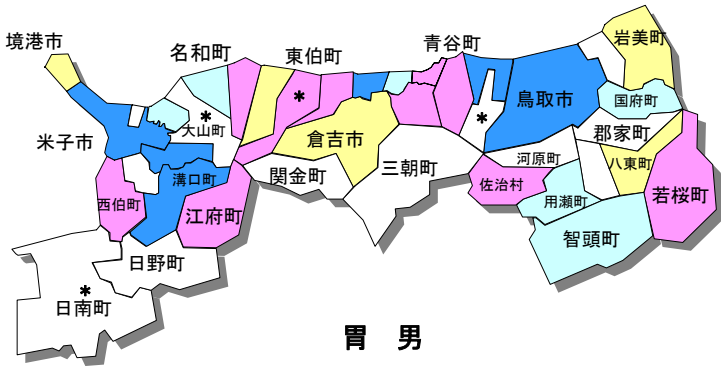 境港市
名和町
東伯町
青谷町
岩美町
米子市
*
大山町
*
倉吉市
*
鳥取市
国府町
郡家町
溝口町
関金町
三朝町
河原町
八東町
西伯町
江府町
佐治村
用瀬町
若桜町
智頭町
日野町
*
日南町
胃 男